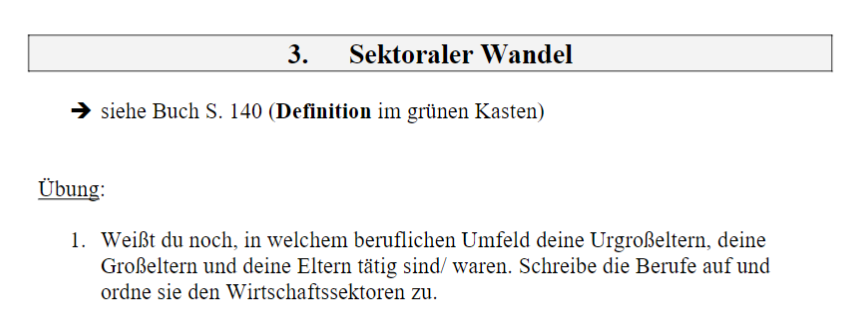 3. Sektoraler Wandel
➔ siehe Buch S. 140 (Definition im grünen Kasten)
Übung:
1. Weißt du noch, in welchem beruflichen Umfeld deine Urgroßeltern, deine
Großeltern und deine Eltern tätig sind/ waren. Schreibe die Berufe auf und
ordne sie den Wirtschaftssektoren zu.